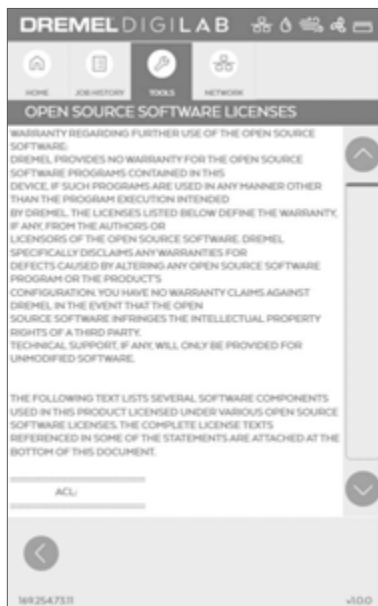 DREMEL DIGILAB
HOME
JOB HISTORY
TOOLS
NETWORK
OPEN SOURCE SOFTWARE LICENSES
WARRANTY REGARDING FURTHER USE OF THE OPEN SOURCE
SOFTWARE:
DREMEL PROVIDES NO WARRANTY FOR THE OPEN SOURCE
SOFTWARE PROGRAMS CONTAINED IN THIS
DEVICE, IF SUCH PROGRAMS ARE USED IN ANY MANNER OTHER
THAN THE PROGRAM EXECUTION INTENDED
BY DREMEL. THE LICENSES LISTED BELOW DEFINE THE WARRANTY,
IF ANY, FROM THE AUTHORS OR
LICENSORS OF THE OPEN SOURCE SOFTWARE. DREMEL
SPECIFICALLY DISCLAIMS ANY WARRANTIES FOR
DEFECTS CAUSED BY ALTERING ANY OPEN SOURCE SOFTWARE
PROGRAM OR THE PRODUCT'S
CONFIGURATION. YOU HAVE NO WARRANTY CLAIMS AGAINST
DREMEL IN THE EVENT THAT THE OPEN
SOURCE SOFTWARE INFRINGES THE INTELLECTUAL PROPERTY
RIGHTS OF A THIRD PARTY.
TECHNICAL SUPPORT, IF ANY, WILL ONLY BE PROVIDED FOR
UNMODIFIED SOFTWARE.
THE FOLLOWING TEXT LISTS SEVERAL SOFTWARE COMPONENTS
USED IN THIS PRODUCT LICENSED UNDER VARIOUS OPEN SOURCE
SOFTWARE LICENSES. THE COMPLETE LICENSE TEXTS
REFERENCED IN SOME OF THE STATEMENTS ARE ATTACHED AT THE
BOTTOM OF THIS DOCUMENT.
ACL:
169.254.73.11
v1.0.0